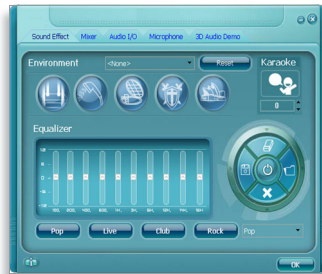 Sound Effect Mixer Audio I/O Microphone 3D Audio Demo
Environment <None> Reset Karaoke
0
Equalizer
Pop Live Club Rock Pop
OK